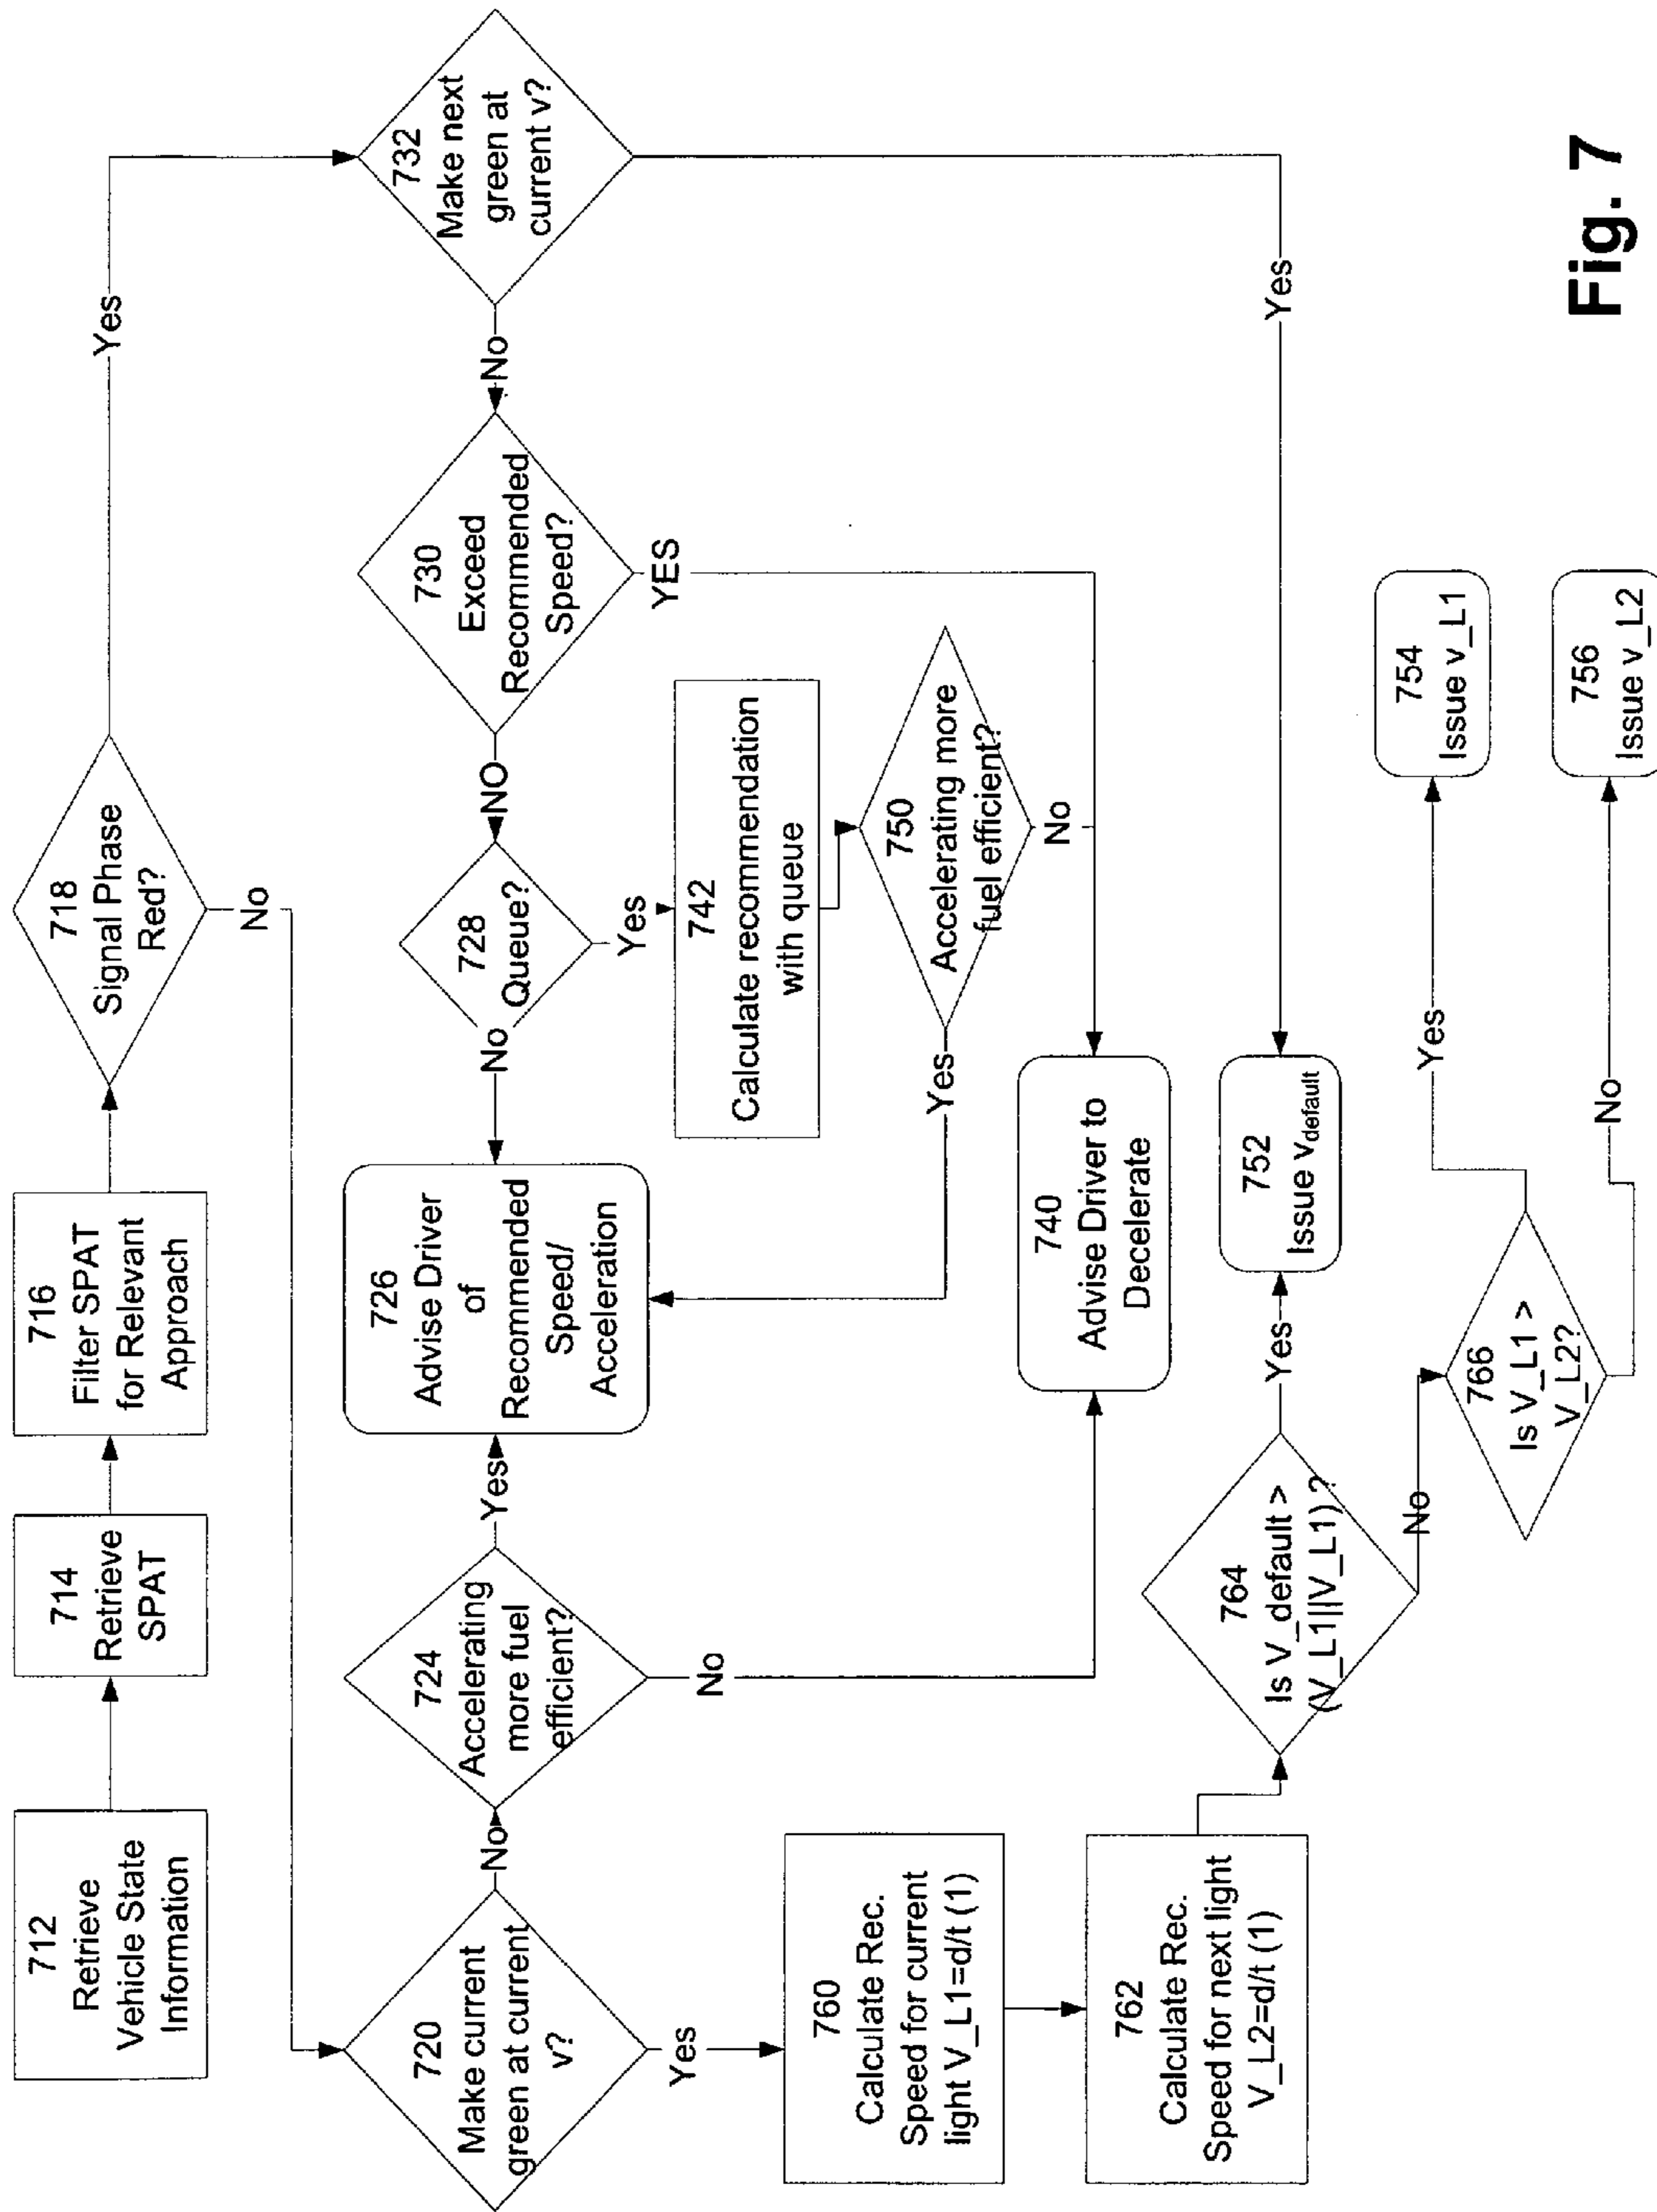 712
Retrieve
Vehicle State
Information
714
Retrieve
SPAT
716
Filter SPAT
for Relevant
Approach
718
Signal Phase
Red?
Yes
No
720
Make current
green at current
v?
No
Yes
724
Accelerating
more fuel
efficient?
Yes
No
726
Advise Driver
of
Recommended
Speed/
Acceleration
No
728
Queue?
Yes
NO
730
Exceed
Recommended
Speed?
YES
No
732
Make next
green at
current v?
Yes
742
Calculate recommendation
with queue
750
Accelerating more
fuel efficient?
Yes
No
740
Advise Driver to
Decelerate
760
Calculate Rec.
Speed for current
light V_L1=d/t (1)
762
Calculate Rec.
Speed for next light
V_L2=d/t (1)
764
Is V_default >
(V_L1||V_L1) ?
Yes
No
752
Issue vdefault
766
Is V_L1 >
V_L2?
Yes
No
754
Issue v_L1
756
Issue v_L2
Fig. 7